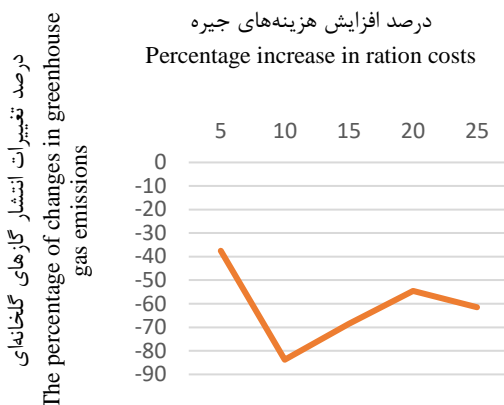 درصد افزایش هزینه‌های جیره
Percentage increase in ration costs
درصد تغییرات انتشار گازهای گلخانه‌ای
The percentage of changes in greenhouse
gas emissions
5 10 15 20 25
0
-10
-20
-30
-40
-50
-60
-70
-80
-90